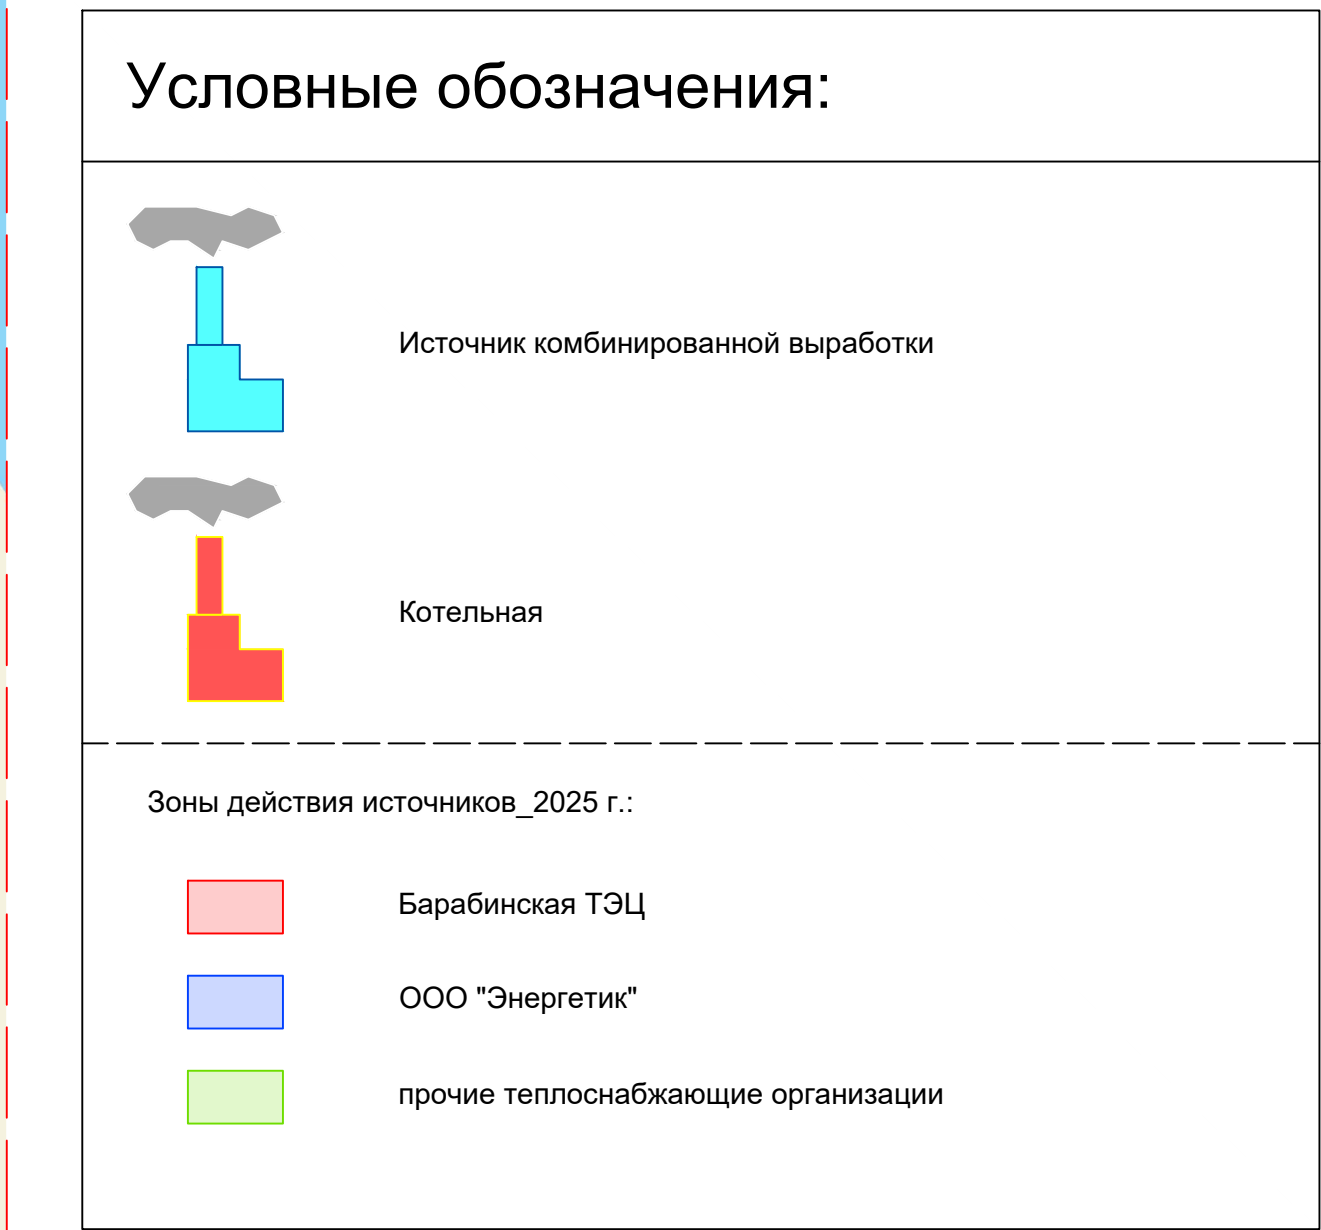 Условные обозначения:
Источник комбинированной выработки
Котельная
Зоны действия источников_2025 г.:
Барабинская ТЭЦ
ООО "Энергетик"
прочие теплоснабжающие организации